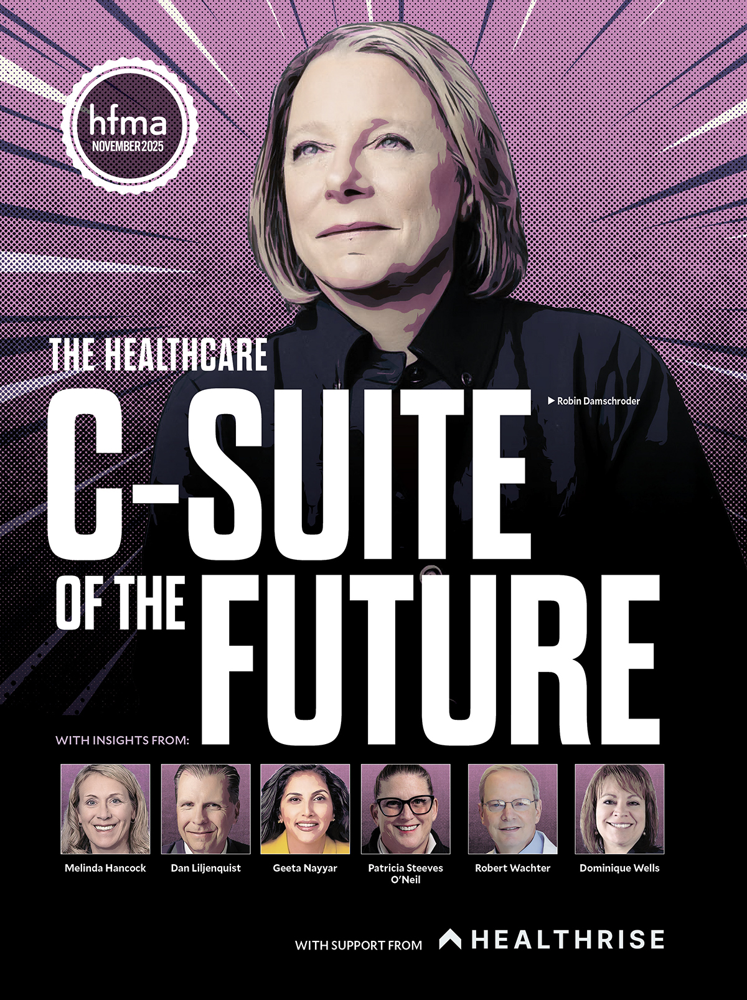 hfma
NOVEMBER 2025
THE HEALTHCARE
C-SUITE
▶ Robin Damschroder
OF THE FUTURE
WITH INSIGHTS FROM:
Melinda Hancock
Dan Liljenquist
Geeta Nayyar
Patricia Steeves
O'Neil
Robert Wachter
Dominique Wells
WITH SUPPORT FROM HEALTHRISE